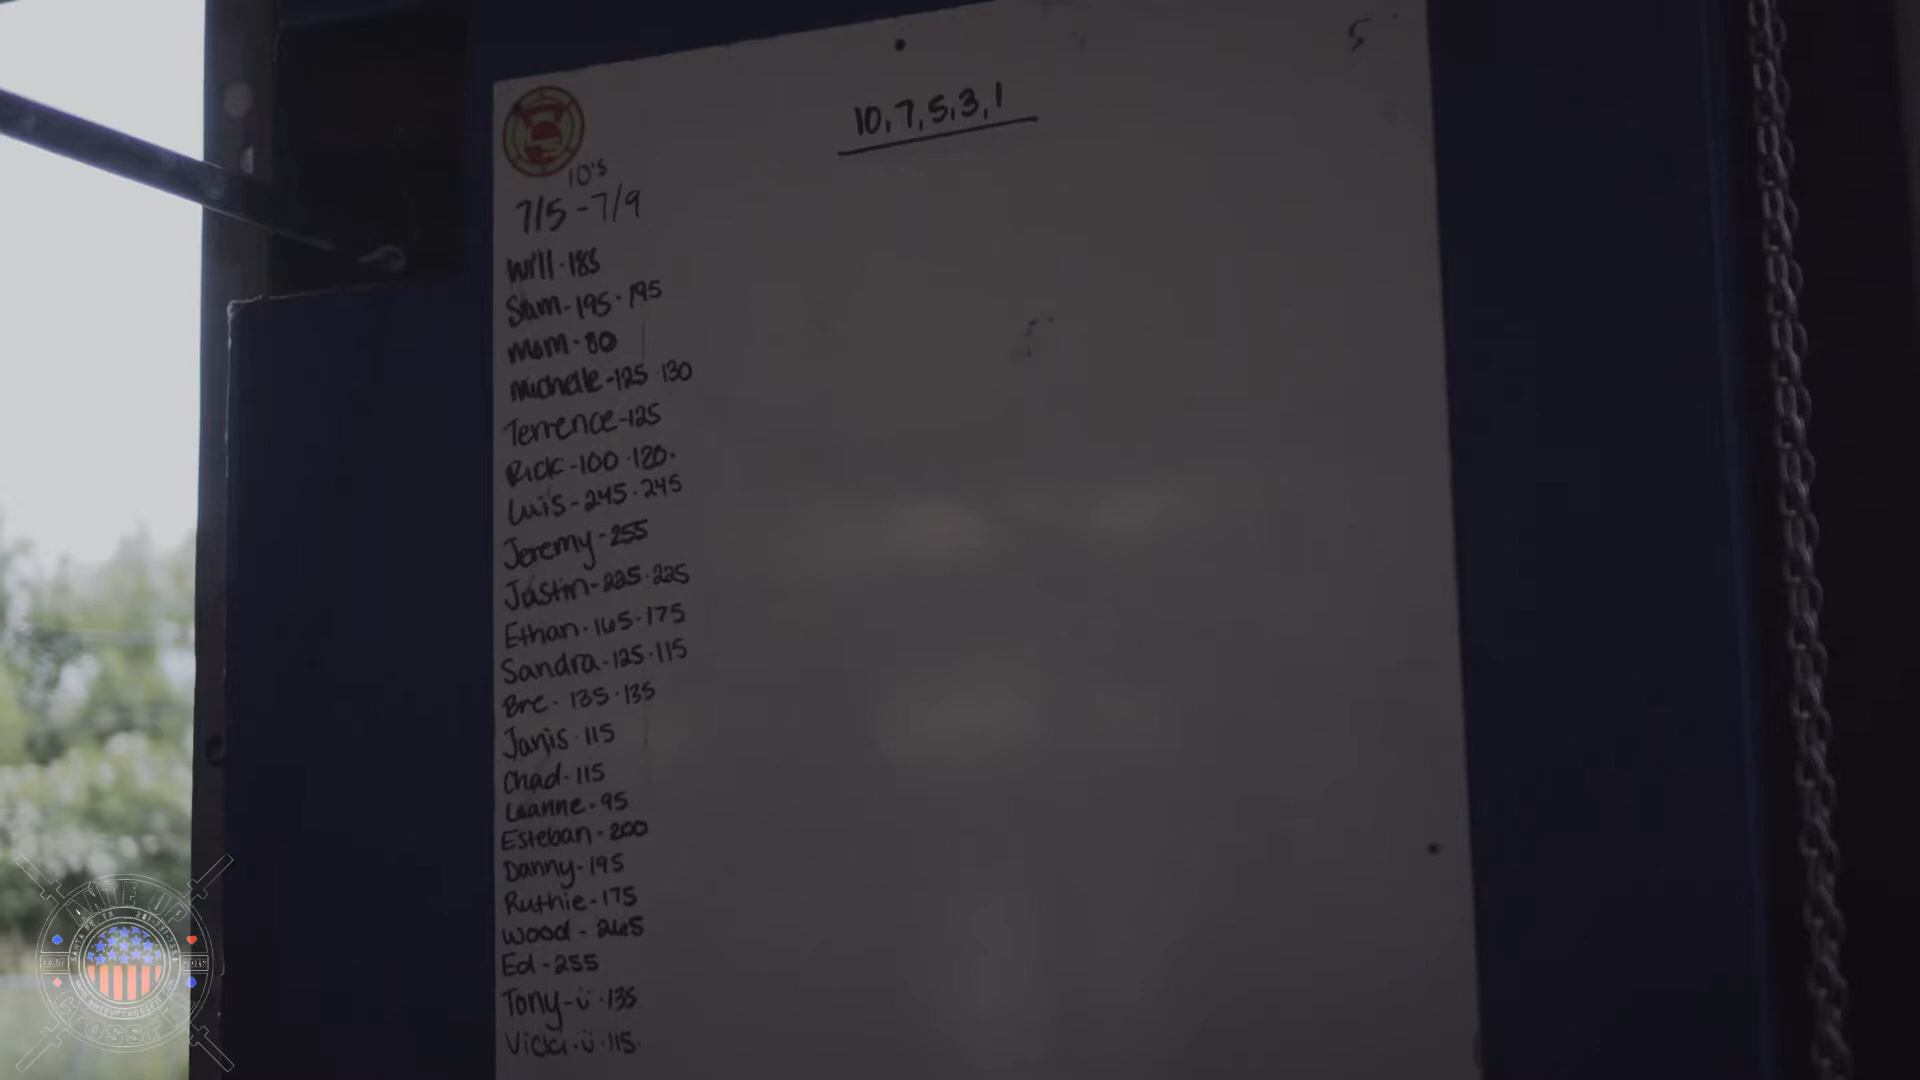 10, 7, 5, 3, 1
10's
7/5 - 7/9
Will - 185
Sam - 195 · 195
Mom - 80
Michelle - 125 · 130
Terrence - 125
Rick - 100 · 120
Luis - 245 · 245
Jeremy - 255
Justin - 225 · 225
Ethan - 165 · 175
Sandra - 125 · 115
Bre - 135 · 135
Janis · 115
Chad - 115
Leanne - 95
Esteban - 200
Danny - 195
Ruthie - 175
Wood - 265
Ed - 255
Tony - ü · 135
Vicki - ü · 115
ANTE UP
CROSSFIT